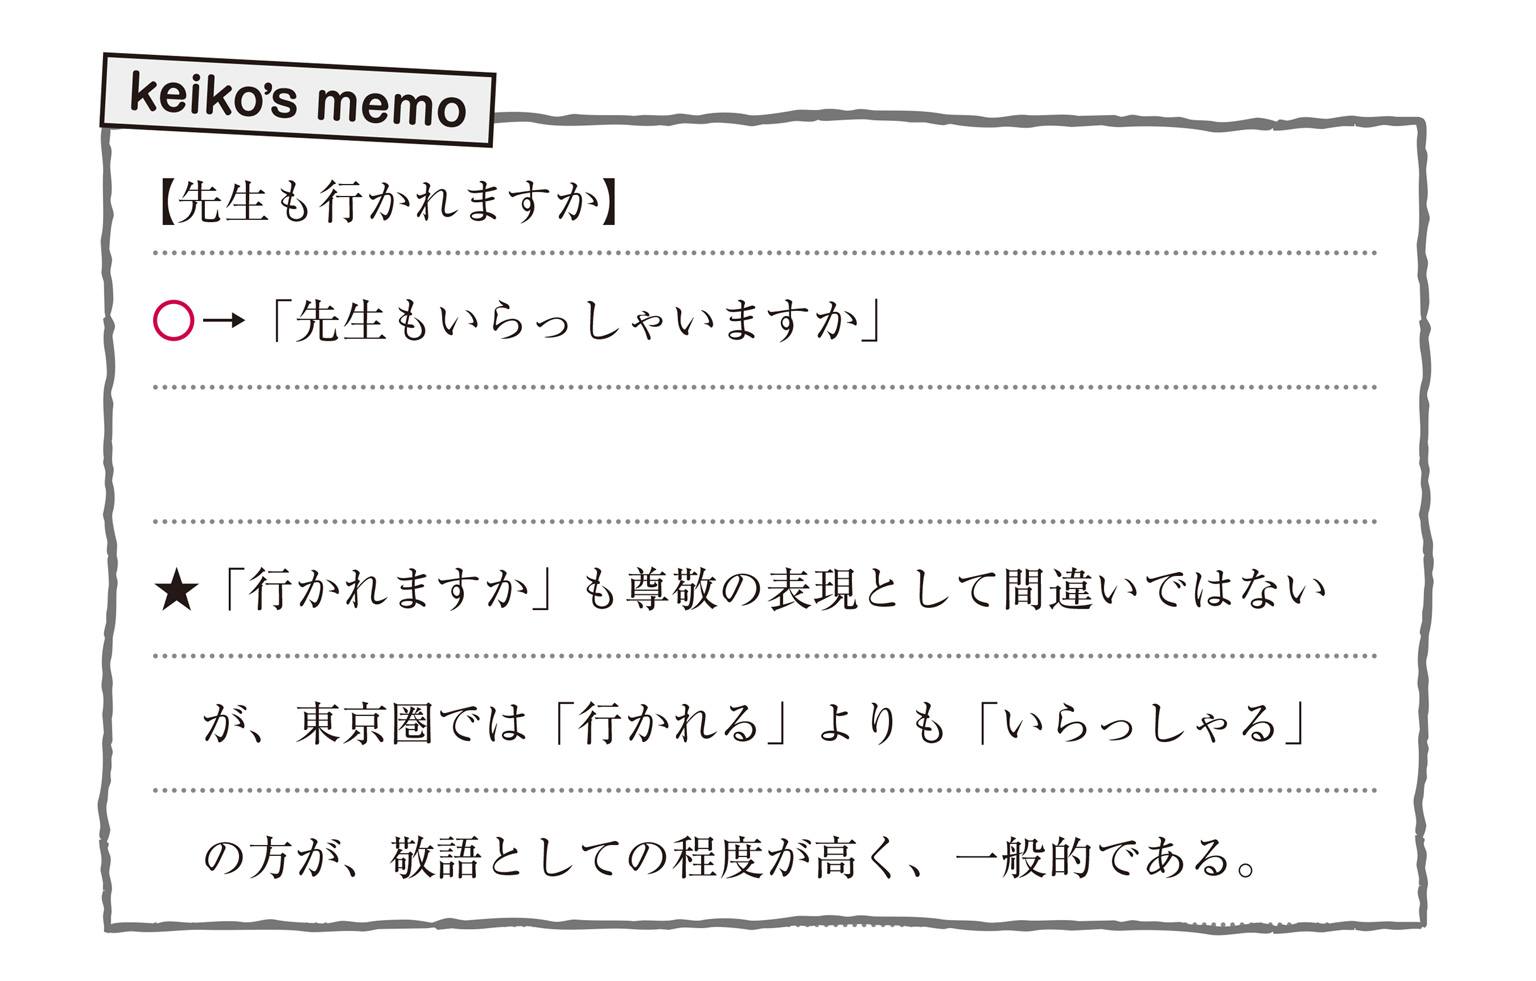 keiko's memo
【先生も行かれますか】
○→「先生もいらっしゃいますか」
★「行かれますか」も尊敬の表現として間違いではない
が、東京圏では「行かれる」よりも「いらっしゃる」
の方が、敬語としての程度が高く、一般的である。